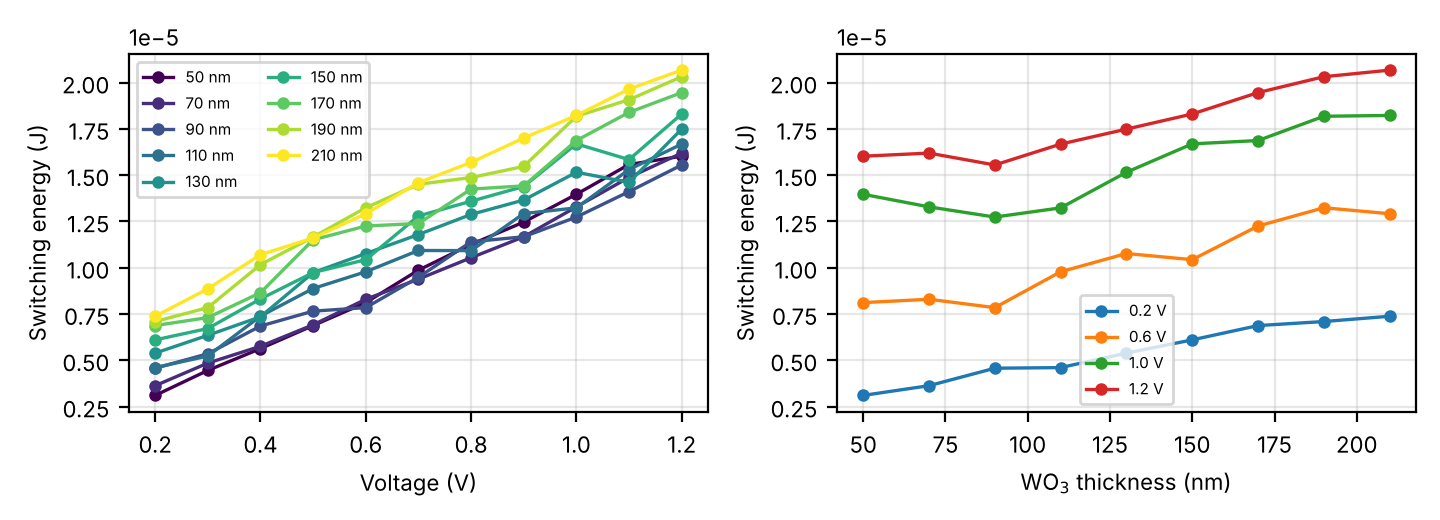 1e−5
2.00
1.75
1.50
1.25
1.00
0.75
0.50
0.25
Switching energy (J)
50 nm
70 nm
90 nm
110 nm
130 nm
150 nm
170 nm
190 nm
210 nm
0.2 0.4 0.6 0.8 1.0 1.2
Voltage (V)
1e−5
2.00
1.75
1.50
1.25
1.00
0.75
0.50
0.25
Switching energy (J)
0.2 V
0.6 V
1.0 V
1.2 V
50 75 100 125 150 175 200
WO₃ thickness (nm)